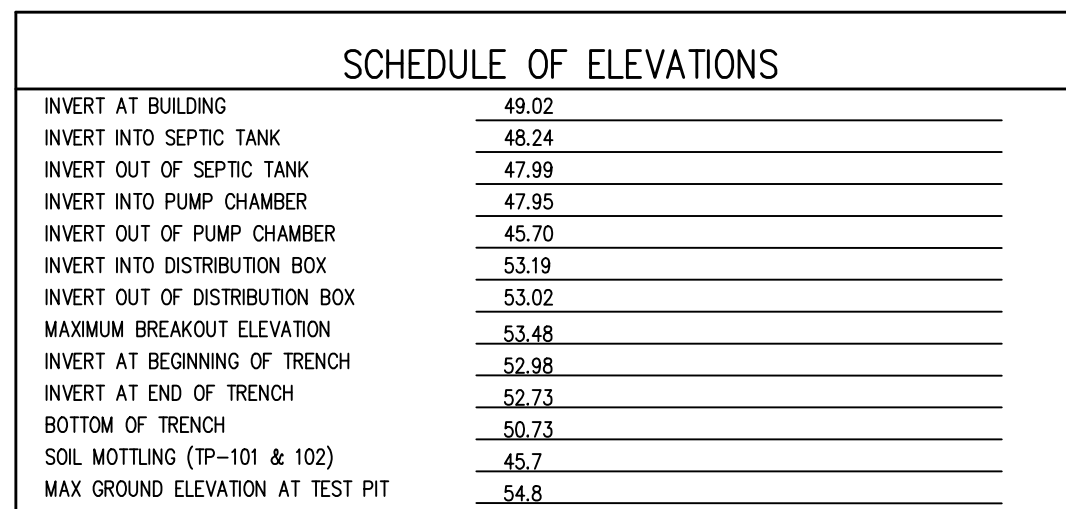 SCHEDULE OF ELEVATIONS
INVERT AT BUILDING 49.02
INVERT INTO SEPTIC TANK 48.24
INVERT OUT OF SEPTIC TANK 47.99
INVERT INTO PUMP CHAMBER 47.95
INVERT OUT OF PUMP CHAMBER 45.70
INVERT INTO DISTRIBUTION BOX 53.19
INVERT OUT OF DISTRIBUTION BOX 53.02
MAXIMUM BREAKOUT ELEVATION 53.48
INVERT AT BEGINNING OF TRENCH 52.98
INVERT AT END OF TRENCH 52.73
BOTTOM OF TRENCH 50.73
SOIL MOTTLING (TP-101 & 102) 45.7
MAX GROUND ELEVATION AT TEST PIT 54.8